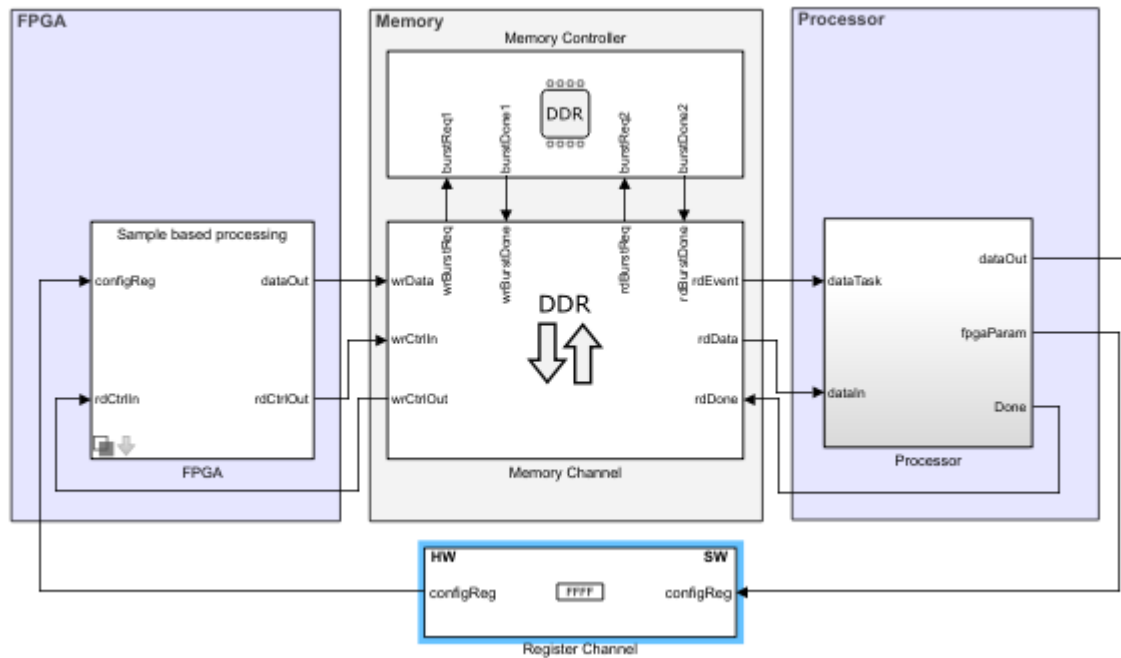 FPGA
Memory
Processor
Memory Controller
DDR
burstReq1
burstDone1
burstReq2
burstDone2
Sample based processing
configReg
dataOut
rdCtrlIn
rdCtrlOut
FPGA
wrBurstReq
wrBurstDone
rdBurstReq
rdBurstDone
wrData
rdEvent
DDR
wrCtrlIn
rdData
wrCtrlOut
rdDone
Memory Channel
dataOut
dataTask
fpgaParam
dataIn
Done
Processor
HW
SW
configReg
FFFF
configReg
Register Channel